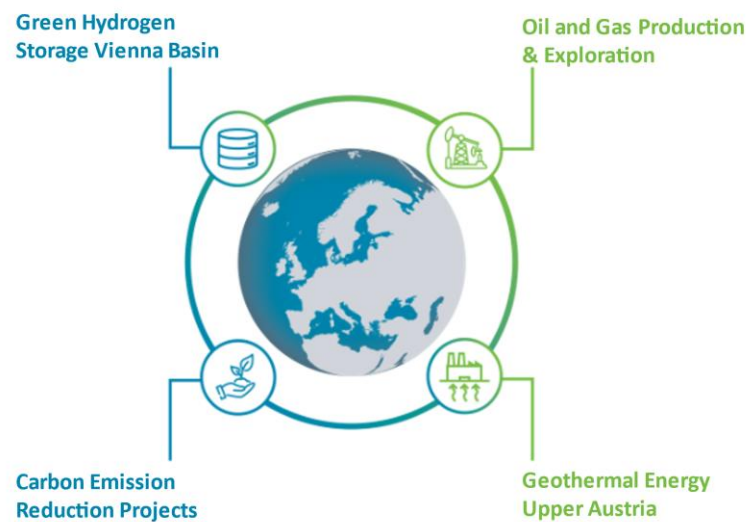 Green Hydrogen
Storage Vienna Basin
Oil and Gas Production
& Exploration
Carbon Emission
Reduction Projects
Geothermal Energy
Upper Austria